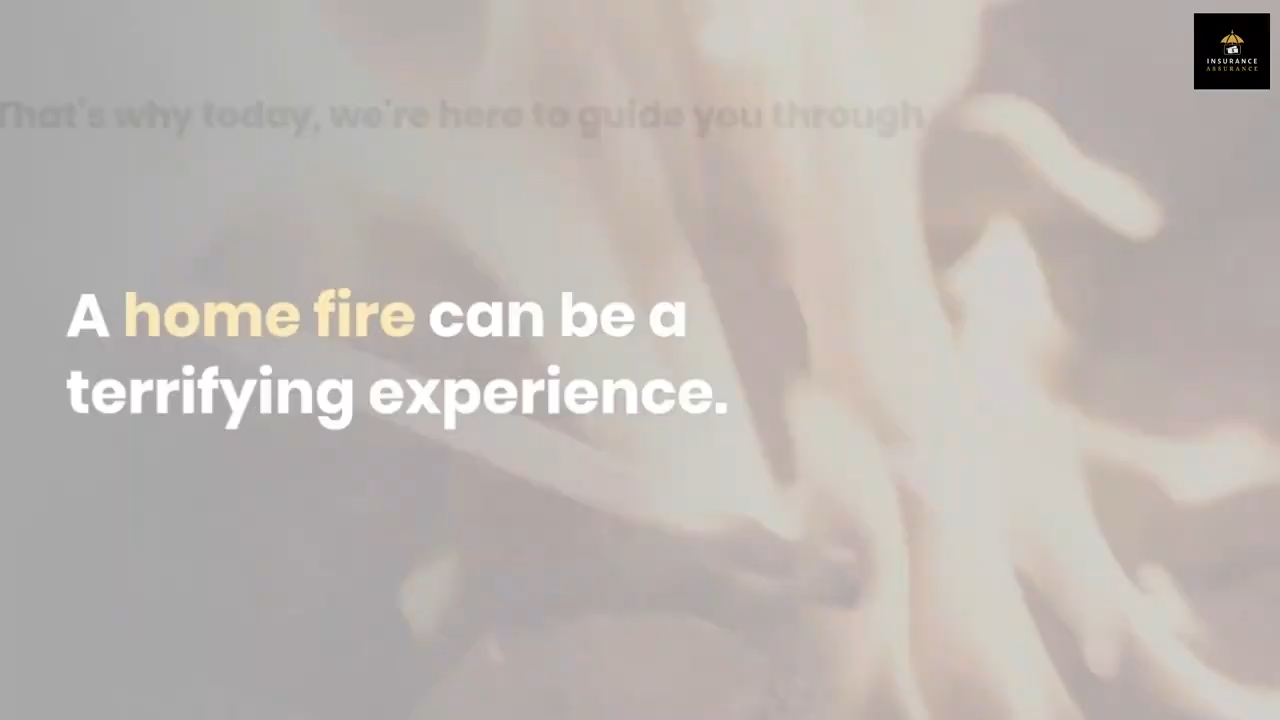 INSURANCE
ASSURANCE
That's why today, we're here to guide you through
A home fire can be a
terrifying experience.